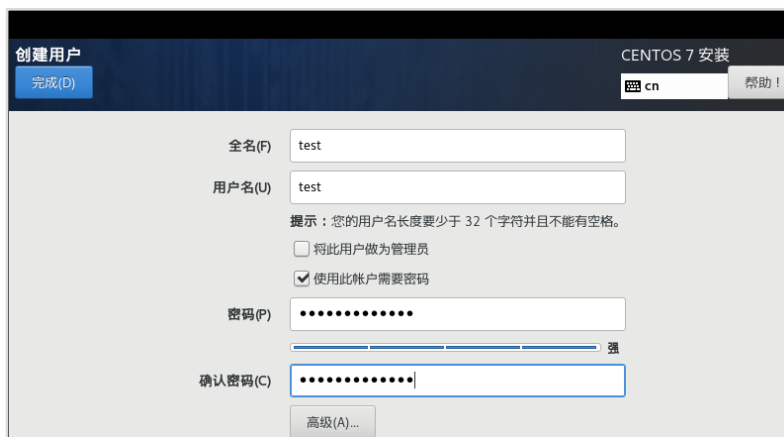 创建用户
CENTOS 7 安装
完成(D)
cn
帮助！
全名(F)
test
用户名(U)
test
提示：您的用户名长度要少于 32 个字符并且不能有空格。
将此用户做为管理员
使用此帐户需要密码
密码(P)
●●●●●●●●●●●●●
强
确认密码(C)
●●●●●●●●●●●●●
高级(A)...